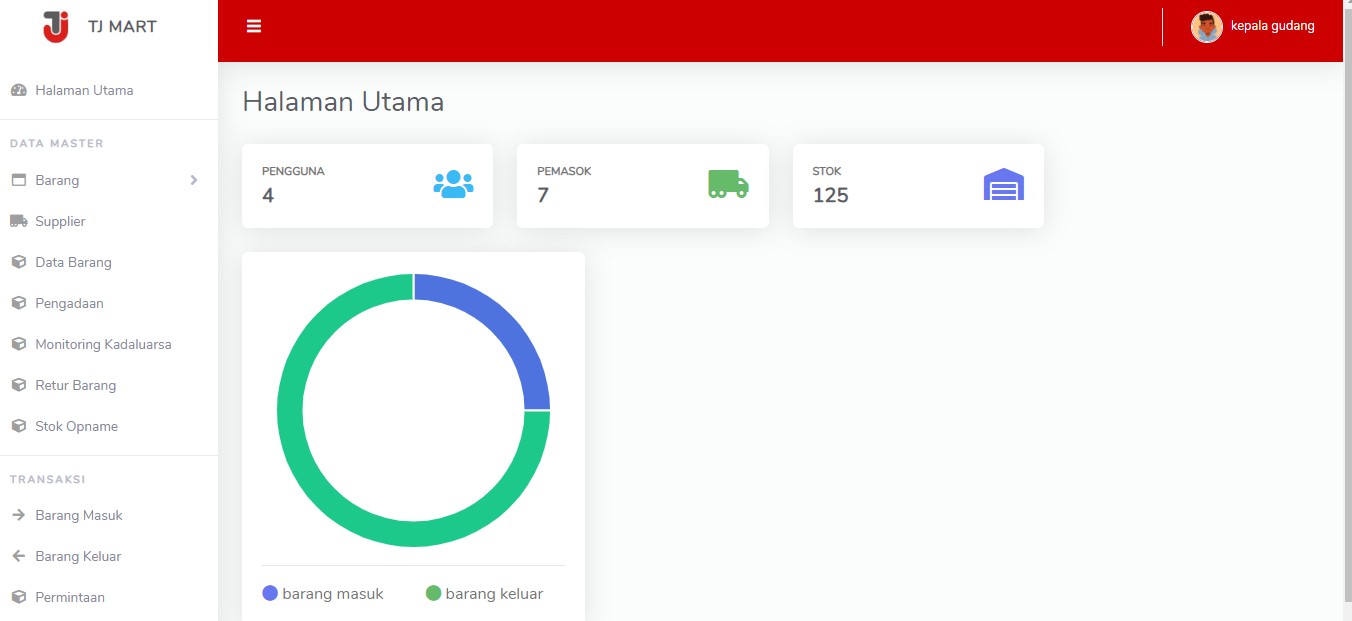 TJ MART
kepala gudang
Halaman Utama
DATA MASTER
Barang
Supplier
Data Barang
Pengadaan
Monitoring Kadaluarsa
Retur Barang
Stok Opname
TRANSAKSI
Barang Masuk
Barang Keluar
Permintaan
Halaman Utama
PENGGUNA
4
PEMASOK
7
STOK
125
barang masuk
barang keluar